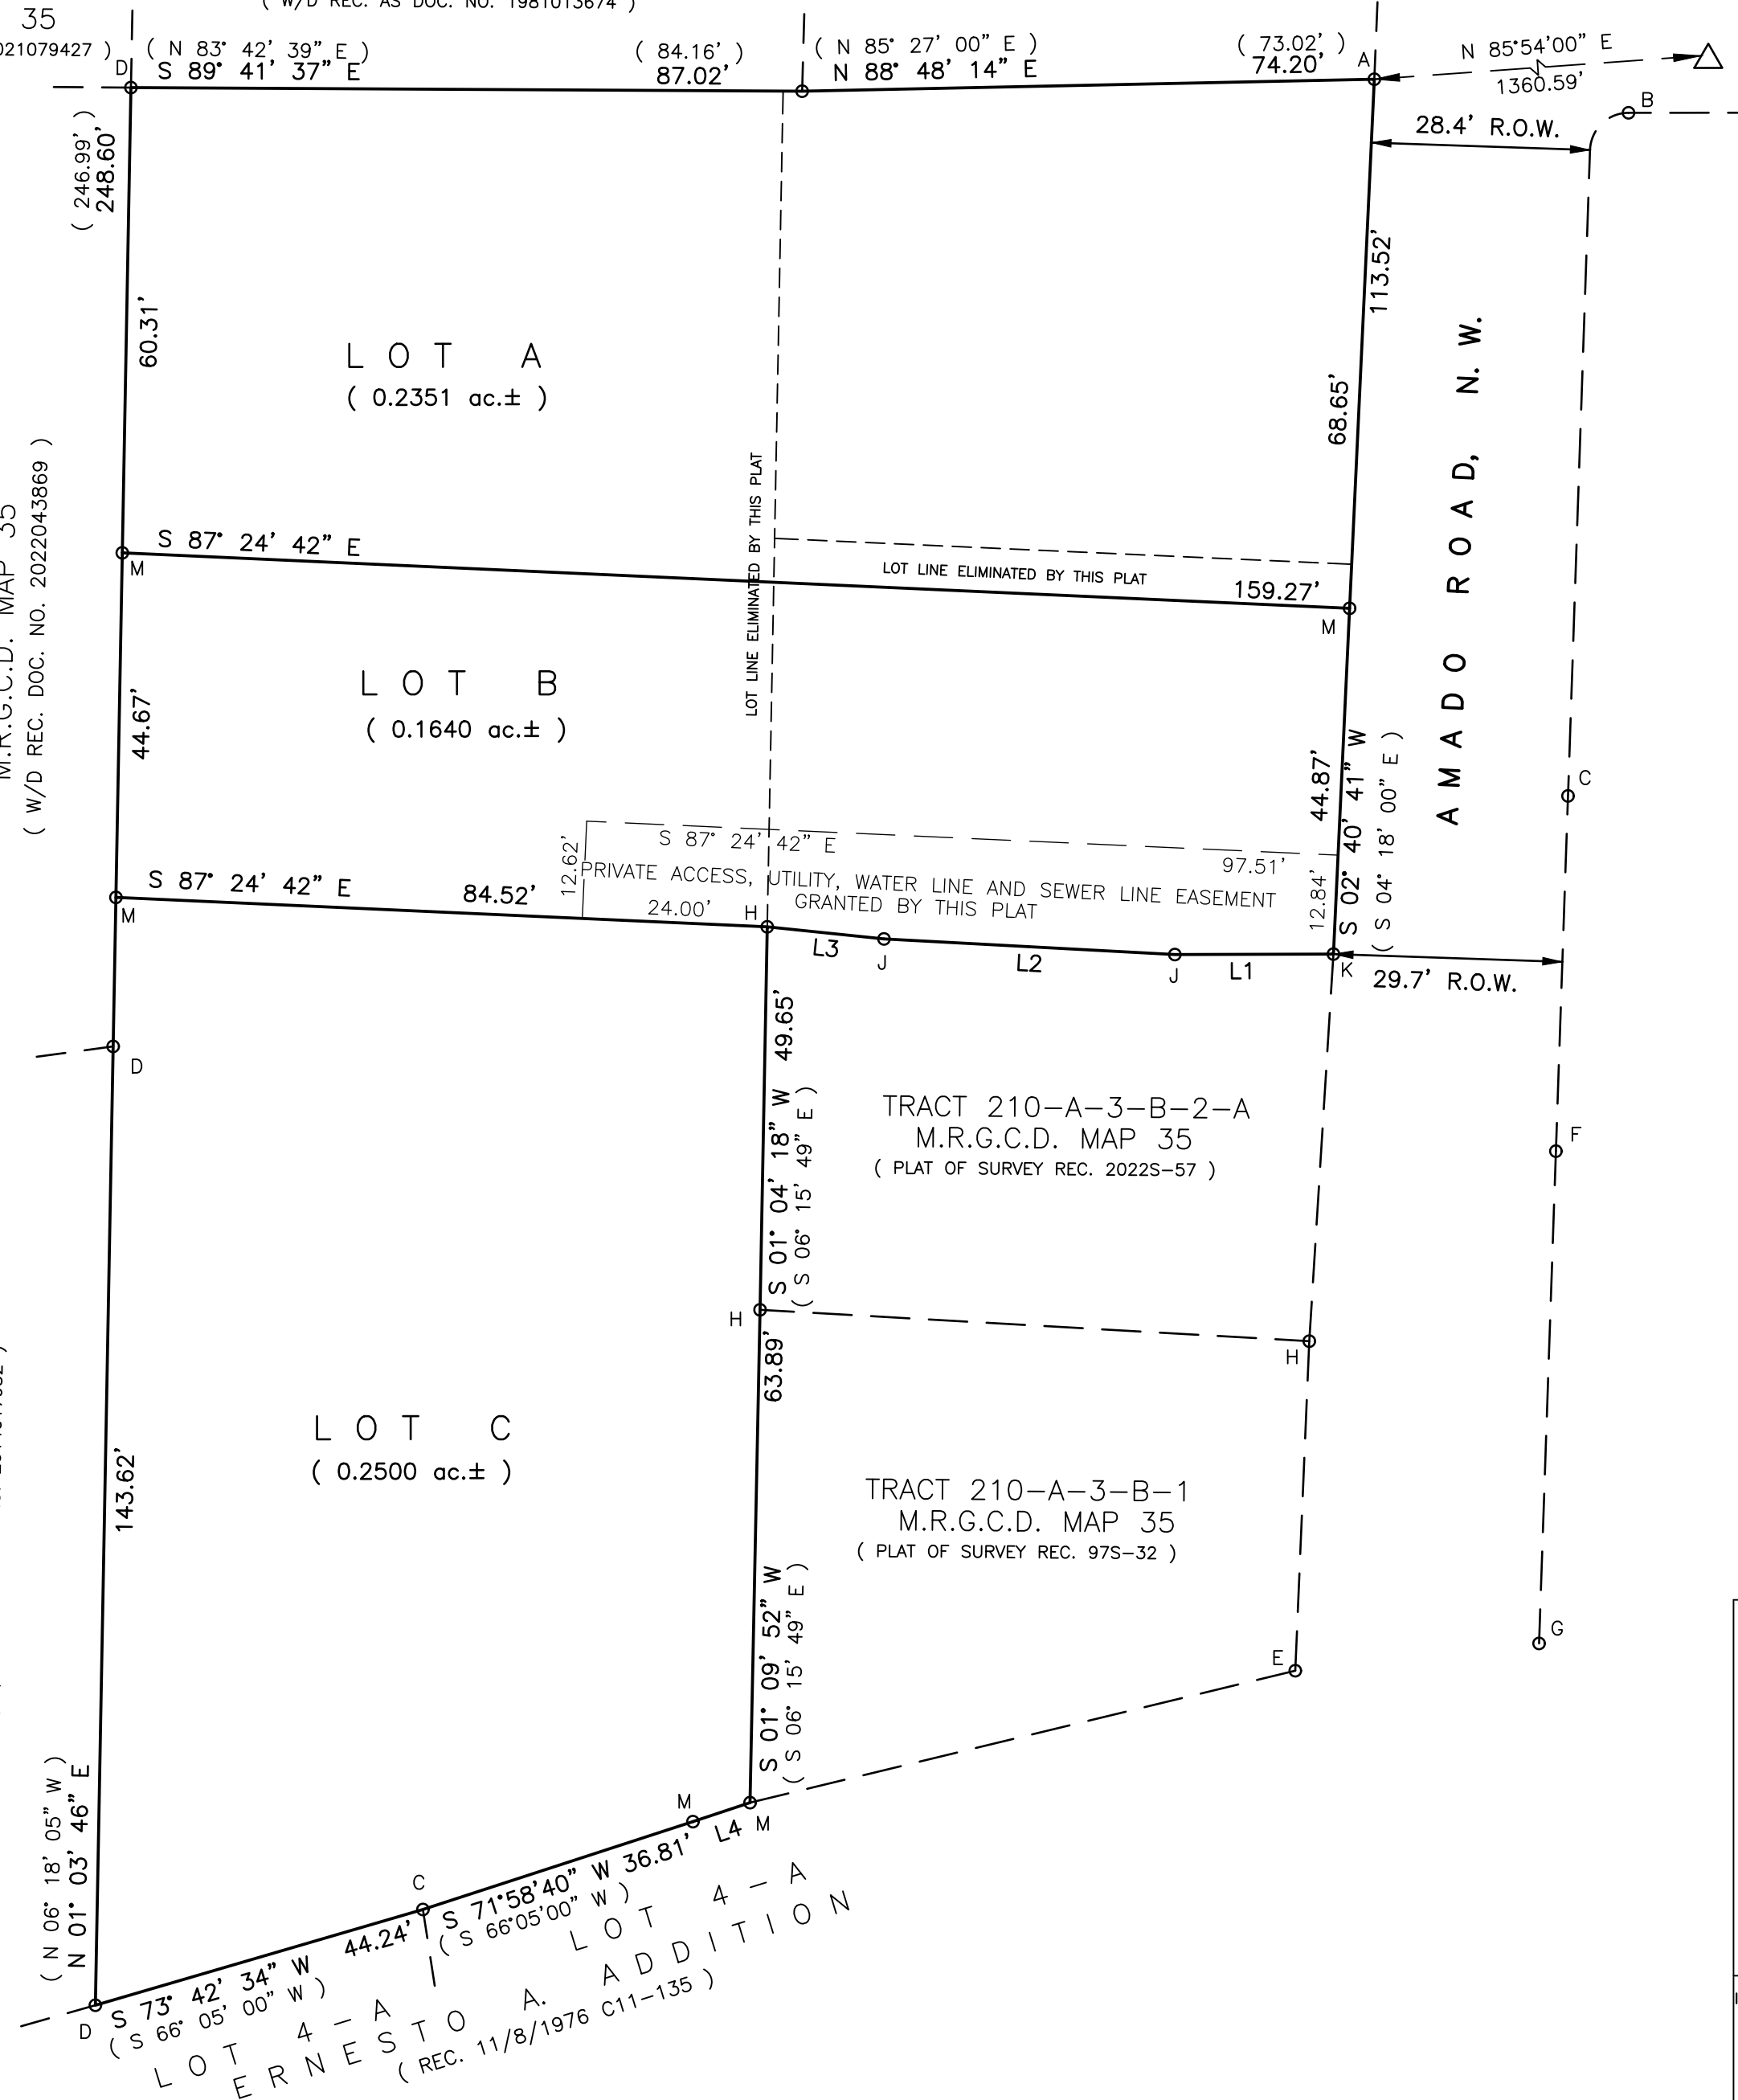 ( W/D REC. AS DOC. NO. 1981013674 )
35
021079427 )
( N 83° 42' 39" E )
( 84.16' )
( N 85° 27' 00" E )
( 73.02' )
D
S 89° 41' 37" E
87.02'
N 88° 48' 14" E
74.20'
A
N 85°54'00" E
1360.59'
B
28.4' R.O.W.
( 246.99' )
248.60'
60.31'
113.52'
68.65'
LOT A
( 0.2351 ac.± )
LOT LINE ELIMINATED BY THIS PLAT
AMADO ROAD, N. W.
M.R.G.C.D. MAP 35
( W/D REC. DOC. NO. 2022043869 )
S 87° 24' 42" E
M
LOT LINE ELIMINATED BY THIS PLAT
159.27'
M
LOT B
( 0.1640 ac.± )
44.67'
44.87'
S 02° 40' 41" W
( S 04° 18' 00" E )
C
S 87° 24' 42" E
97.51'
12.62'
PRIVATE ACCESS, UTILITY, WATER LINE AND SEWER LINE EASEMENT
GRANTED BY THIS PLAT
12.84'
24.00'
S 87° 24' 42" E
84.52'
M
H
L3
J
L2
J
L1
K
29.7' R.O.W.
D
49.65'
S 01° 04' 18" W
( S 06° 15' 49" E )
TRACT 210-A-3-B-2-A
M.R.G.C.D. MAP 35
( PLAT OF SURVEY REC. 2022S-57 )
F
H
H
63.89'
LOT C
( 0.2500 ac.± )
143.62'
TRACT 210-A-3-B-1
M.R.G.C.D. MAP 35
( PLAT OF SURVEY REC. 97S-32 )
S 01° 09' 52" W
( S 06° 15' 49" E )
E
G
( N 06° 18' 05" W )
N 01° 03' 46" E
M
L4
M
C
S 71°58'40" W 36.81'
( S 66°05'00" W )
D
S 73° 42' 34" W 44.24'
( S 66° 05' 00" W )
LOT 4-A
LOT 4-A
ERNESTO A. ADDITION
( REC. 11/8/1976 C11-135 )